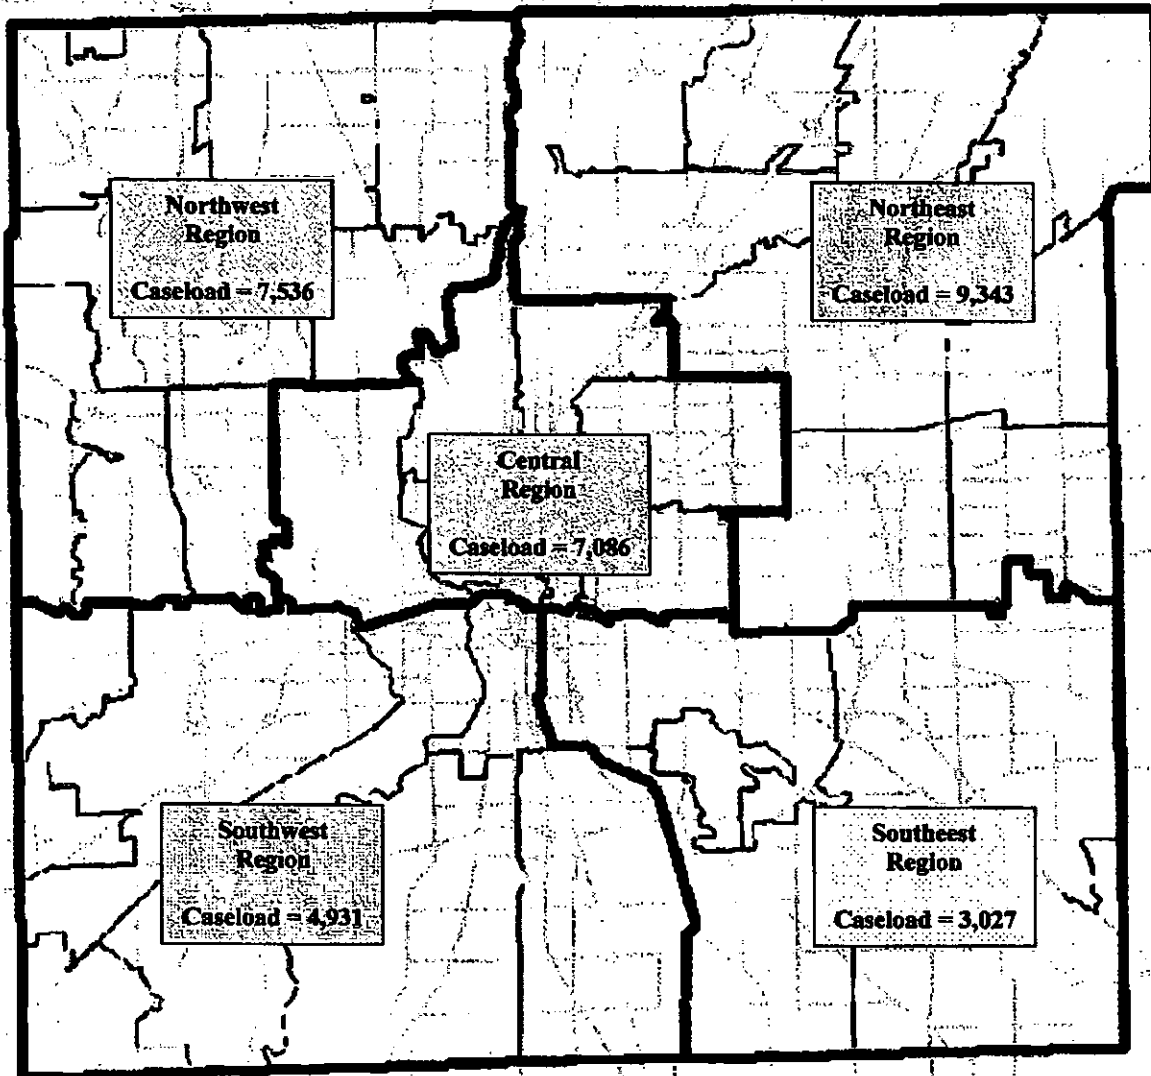 Northwest
Region
Caseload = 7,536
Northeast
Region
Caseload = 9,343
Central
Region
Caseload = 7,086
Southwest
Region
Caseload = 4,931
Southeest
Region
Caseload = 3,027